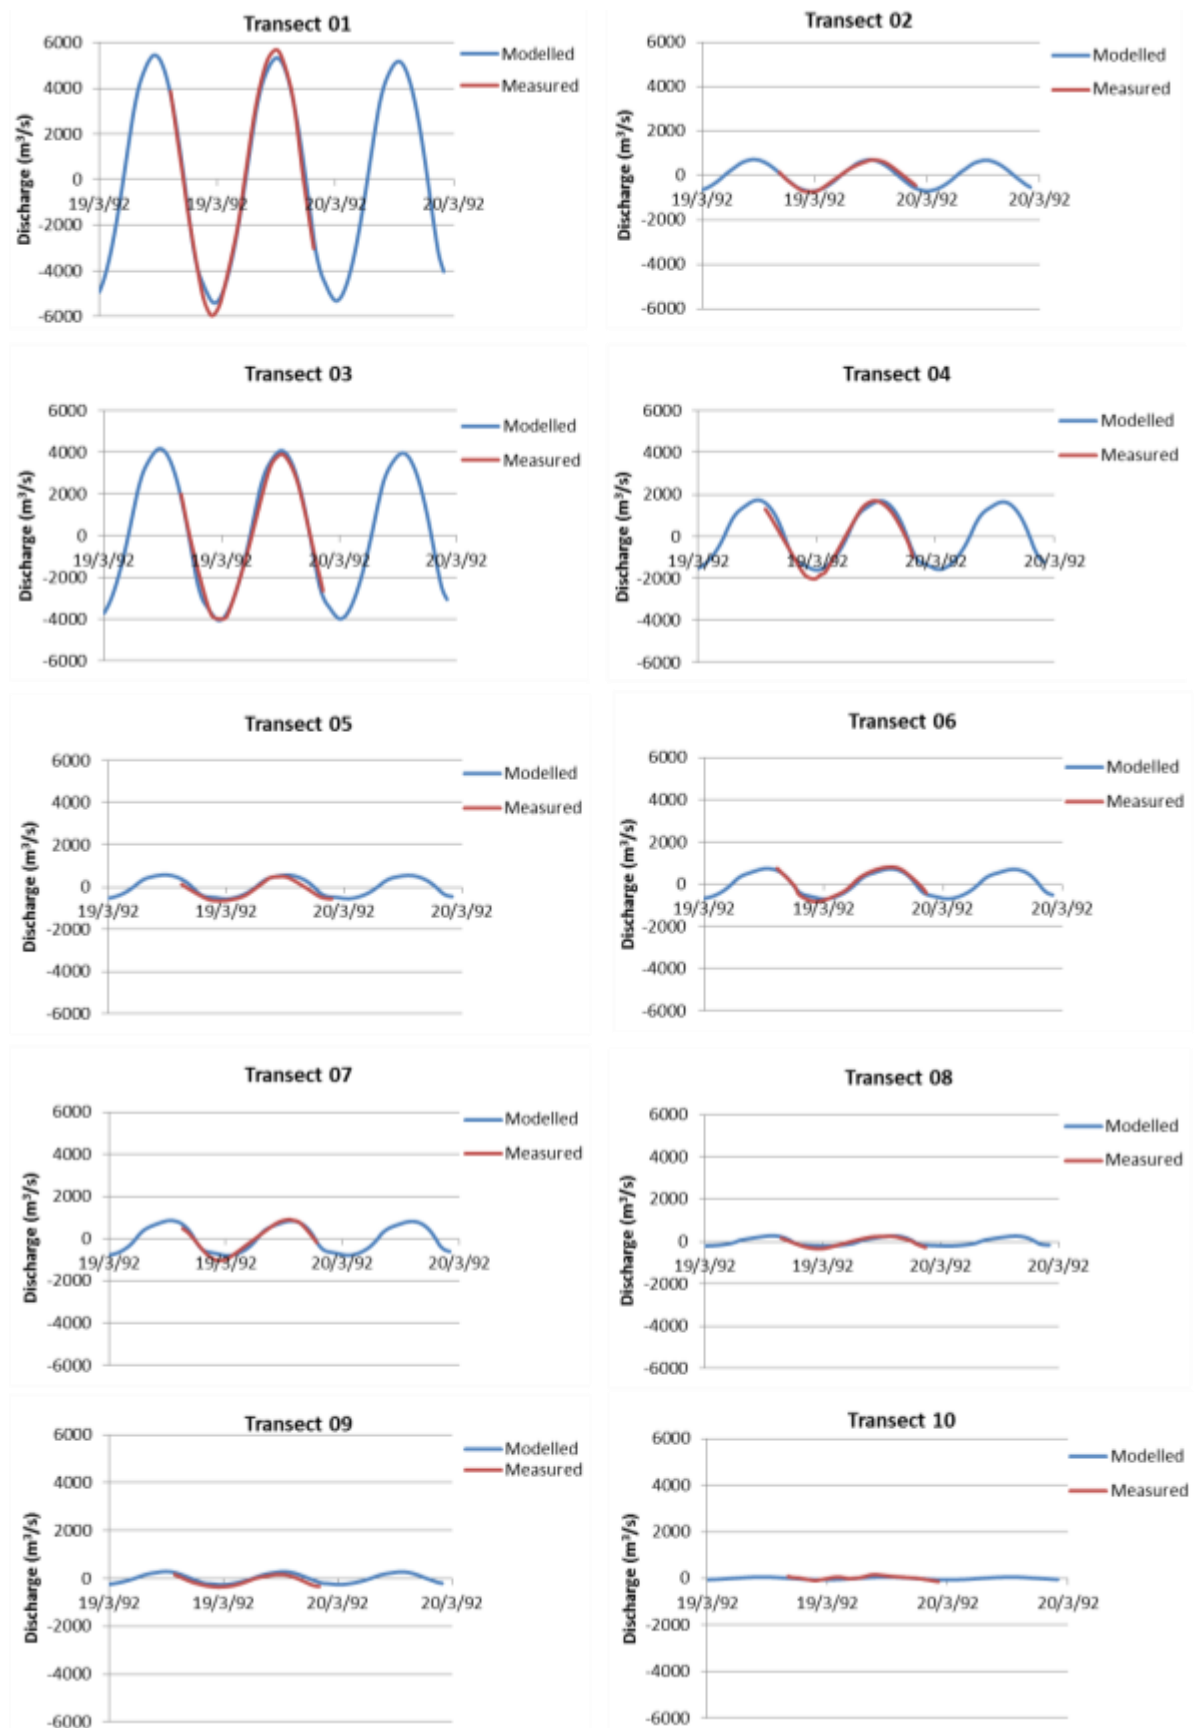 Transect 01
6000
4000
2000
0
-2000
-4000
-6000
Discharge (m³/s)
19/3/92 19/3/92 20/3/92 20/3/92
Modelled
Measured
Transect 02
6000
4000
2000
0
-2000
-4000
-6000
Discharge (m³/s)
19/3/92 19/3/92 20/3/92 20/3/92
Modelled
Measured
Transect 03
6000
4000
2000
0
-2000
-4000
-6000
Discharge (m³/s)
19/3/92 19/3/92 20/3/92 20/3/92
Modelled
Measured
Transect 04
6000
4000
2000
0
-2000
-4000
-6000
Discharge (m³/s)
19/3/92 19/3/92 20/3/92 20/3/92
Modelled
Measured
Transect 05
6000
4000
2000
0
-2000
-4000
-6000
Discharge (m³/s)
19/3/92 19/3/92 20/3/92 20/3/92
Modelled
Measured
Transect 06
6000
4000
2000
0
-2000
-4000
-6000
Discharge (m³/s)
19/3/92 19/3/92 20/3/92 20/3/92
Modelled
Measured
Transect 07
6000
4000
2000
0
-2000
-4000
-6000
Discharge (m³/s)
19/3/92 19/3/92 20/3/92 20/3/92
Modelled
Measured
Transect 08
6000
4000
2000
0
-2000
-4000
-6000
Discharge (m³/s)
19/3/92 19/3/92 20/3/92 20/3/92
Modelled
Measured
Transect 09
6000
4000
2000
0
-2000
-4000
-6000
Discharge (m³/s)
19/3/92 19/3/92 20/3/92 20/3/92
Modelled
Measured
Transect 10
6000
4000
2000
0
-2000
-4000
-6000
Discharge (m³/s)
19/3/92 19/3/92 20/3/92 20/3/92
Modelled
Measured